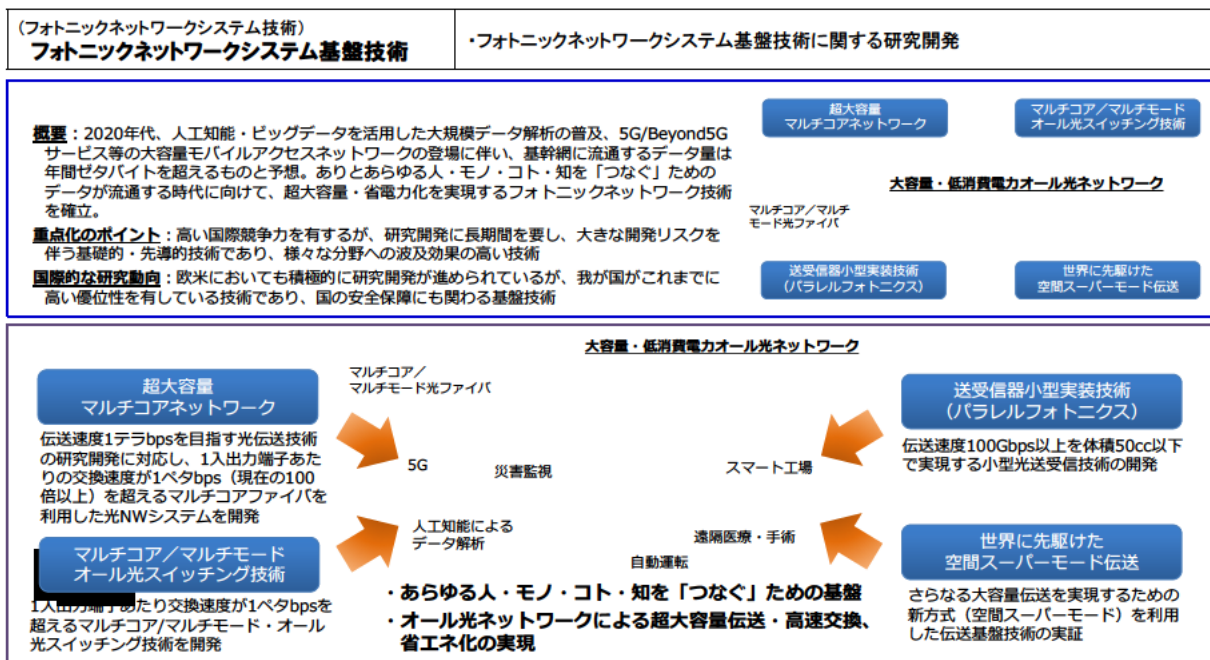 （フォトニックネットワークシステム技術）
フォトニックネットワークシステム基盤技術
・フォトニックネットワークシステム基盤技術に関する研究開発
概要：2020年代、人工知能・ビッグデータを活用した大規模データ解析の普及、5G/Beyond5G
サービス等の大容量モバイルアクセスネットワークの登場に伴い、基幹網に流通するデータ量は
年間ゼタバイトを超えるものと予想。ありとあらゆる人・モノ・コト・知を「つなぐ」ための
データが流通する時代に向けて、超大容量・省電力化を実現するフォトニックネットワーク技術
を確立。
重点化のポイント：高い国際競争力を有するが、研究開発に長期間を要し、大きな開発リスクを
伴う基礎的・先導的技術であり、様々な分野への波及効果の高い技術
国際的な研究動向：欧米においても積極的に研究開発が進められているが、我が国がこれまでに
高い優位性を有している技術であり、国の安全保障にも関わる基盤技術
超大容量
マルチコアネットワーク
マルチコア／マルチモード
オール光スイッチング技術
大容量・低消費電力オール光ネットワーク
マルチコア／マルチ
モード光ファイバ
送受信器小型実装技術
（パラレルフォトニクス）
世界に先駆けた
空間スーパーモード伝送
大容量・低消費電力オール光ネットワーク
超大容量
マルチコアネットワーク
伝送速度1テラbpsを目指す光伝送技術
の研究開発に対応し、1入出力端子あた
りの交換速度が1ペタbps（現在の100
倍以上）を超えるマルチコアファイバを
利用した光NWシステムを開発
マルチコア／マルチモード
オール光スイッチング技術
1入出力端子あたり交換速度が1ペタbpsを
超えるマルチコア/マルチモード・オール
光スイッチング技術を開発
マルチコア／
マルチモード光ファイバ
5G
災害監視
スマート工場
人工知能による
データ解析
遠隔医療・手術
自動運転
・あらゆる人・モノ・コト・知を「つなぐ」ための基盤
・オール光ネットワークによる超大容量伝送・高速交換、
省エネ化の実現
送受信器小型実装技術
（パラレルフォトニクス）
伝送速度100Gbps以上を体積50cc以下
で実現する小型光送受信技術の開発
世界に先駆けた
空間スーパーモード伝送
さらなる大容量伝送を実現するための
新方式（空間スーパーモード）を利用
した伝送基盤技術の実証